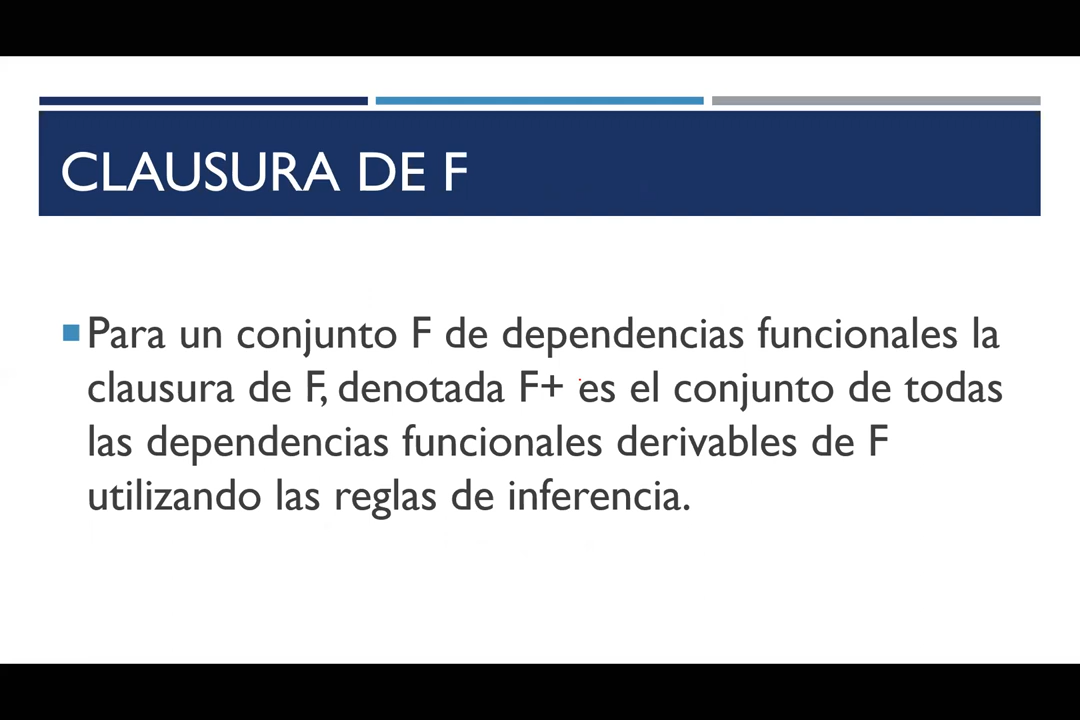 CLAUSURA DE F
Para un conjunto F de dependencias funcionales la
clausura de F, denotada F+ es el conjunto de todas
las dependencias funcionales derivables de F
utilizando las reglas de inferencia.